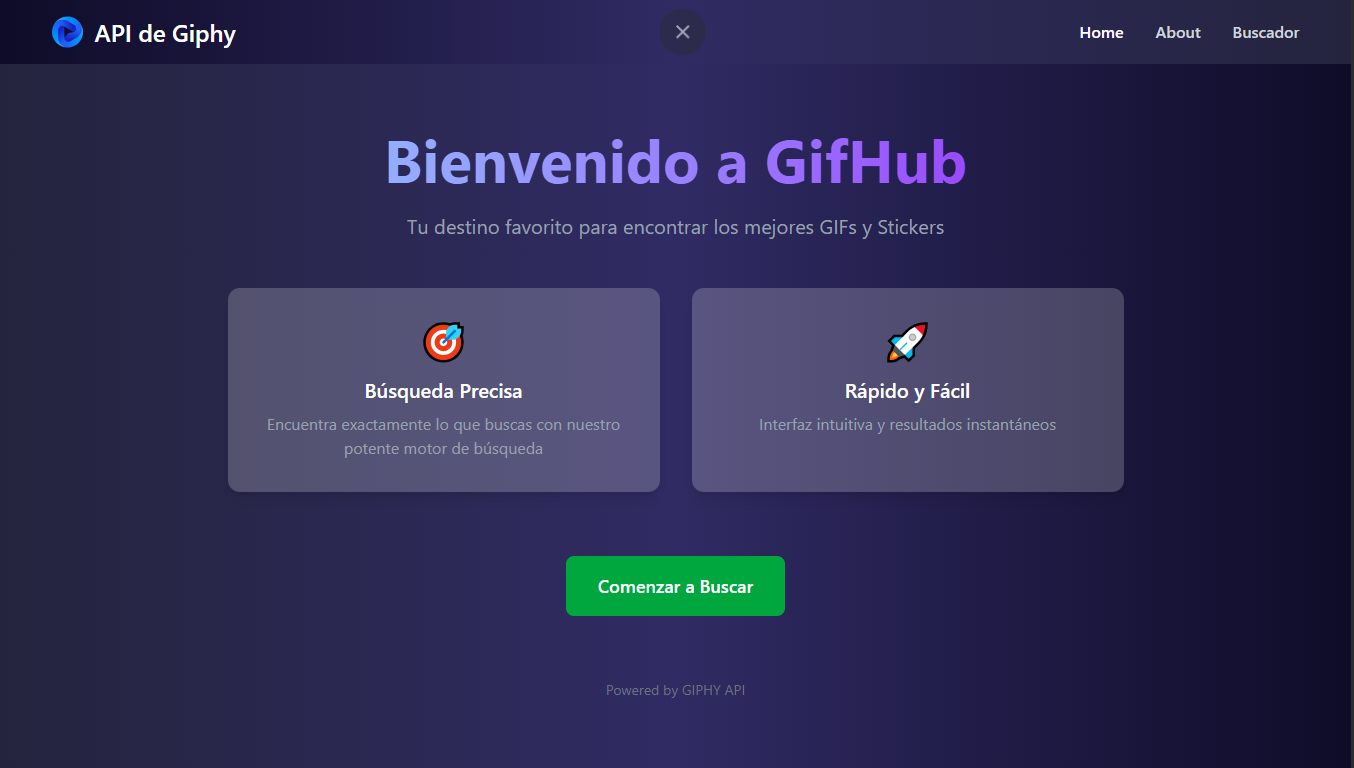 API de Giphy
Home
About
Buscador
Bienvenido a GifHub
Tu destino favorito para encontrar los mejores GIFs y Stickers
Búsqueda Precisa
Encuentra exactamente lo que buscas con nuestro
potente motor de búsqueda
Rápido y Fácil
Interfaz intuitiva y resultados instantáneos
Comenzar a Buscar
Powered by GIPHY API